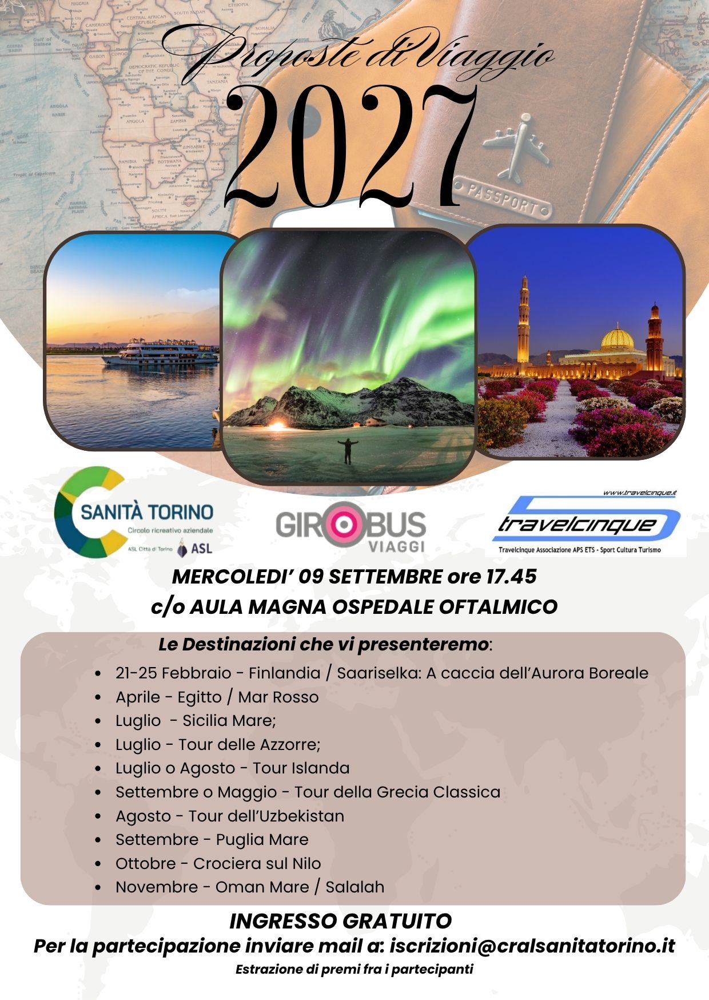 Proposte di Viaggio
2027
PASSPORT
SANITÀ TORINO
Circolo ricreativo aziendale
ASL Città di Torino ASL
GIROBUS
VIAGGI
www.travelcinque.it
travelcinque
Travelcinque Associazione APS ETS - Sport Cultura Turismo
MERCOLEDI’ 09 SETTEMBRE ore 17.45
c/o AULA MAGNA OSPEDALE OFTALMICO
Le Destinazioni che vi presenteremo:
• 21-25 Febbraio - Finlandia / Saariselka: A caccia dell’Aurora Boreale
• Aprile - Egitto / Mar Rosso
• Luglio - Sicilia Mare;
• Luglio - Tour delle Azzorre;
• Luglio o Agosto - Tour Islanda
• Settembre o Maggio - Tour della Grecia Classica
• Agosto - Tour dell’Uzbekistan
• Settembre - Puglia Mare
• Ottobre - Crociera sul Nilo
• Novembre - Oman Mare / Salalah
INGRESSO GRATUITO
Per la partecipazione inviare mail a: iscrizioni@cralsanitatorino.it
Estrazione di premi fra i partecipanti